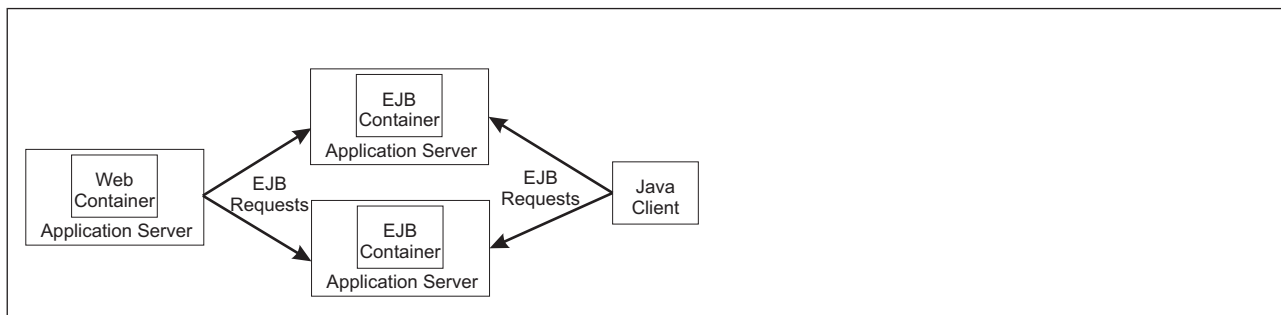 EJB
Container
Application Server
Web
Container
Application Server
EJB
Requests
EJB
Requests
Java
Client
EJB
Container
Application Server